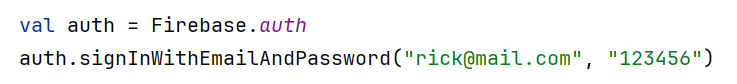 val auth = Firebase.auth
auth.signInWithEmailAndPassword("rick@mail.com", "123456")